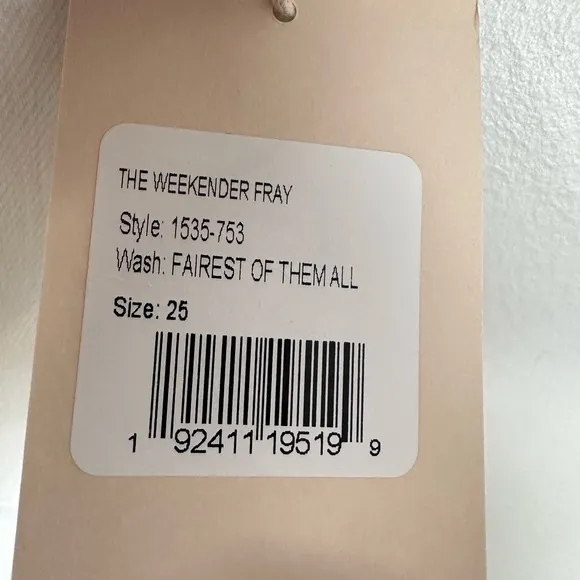 THE WEEKENDER FRAY
Style: 1535-753
Wash: FAIREST OF THEM ALL
Size: 25
1 92411 19519 9